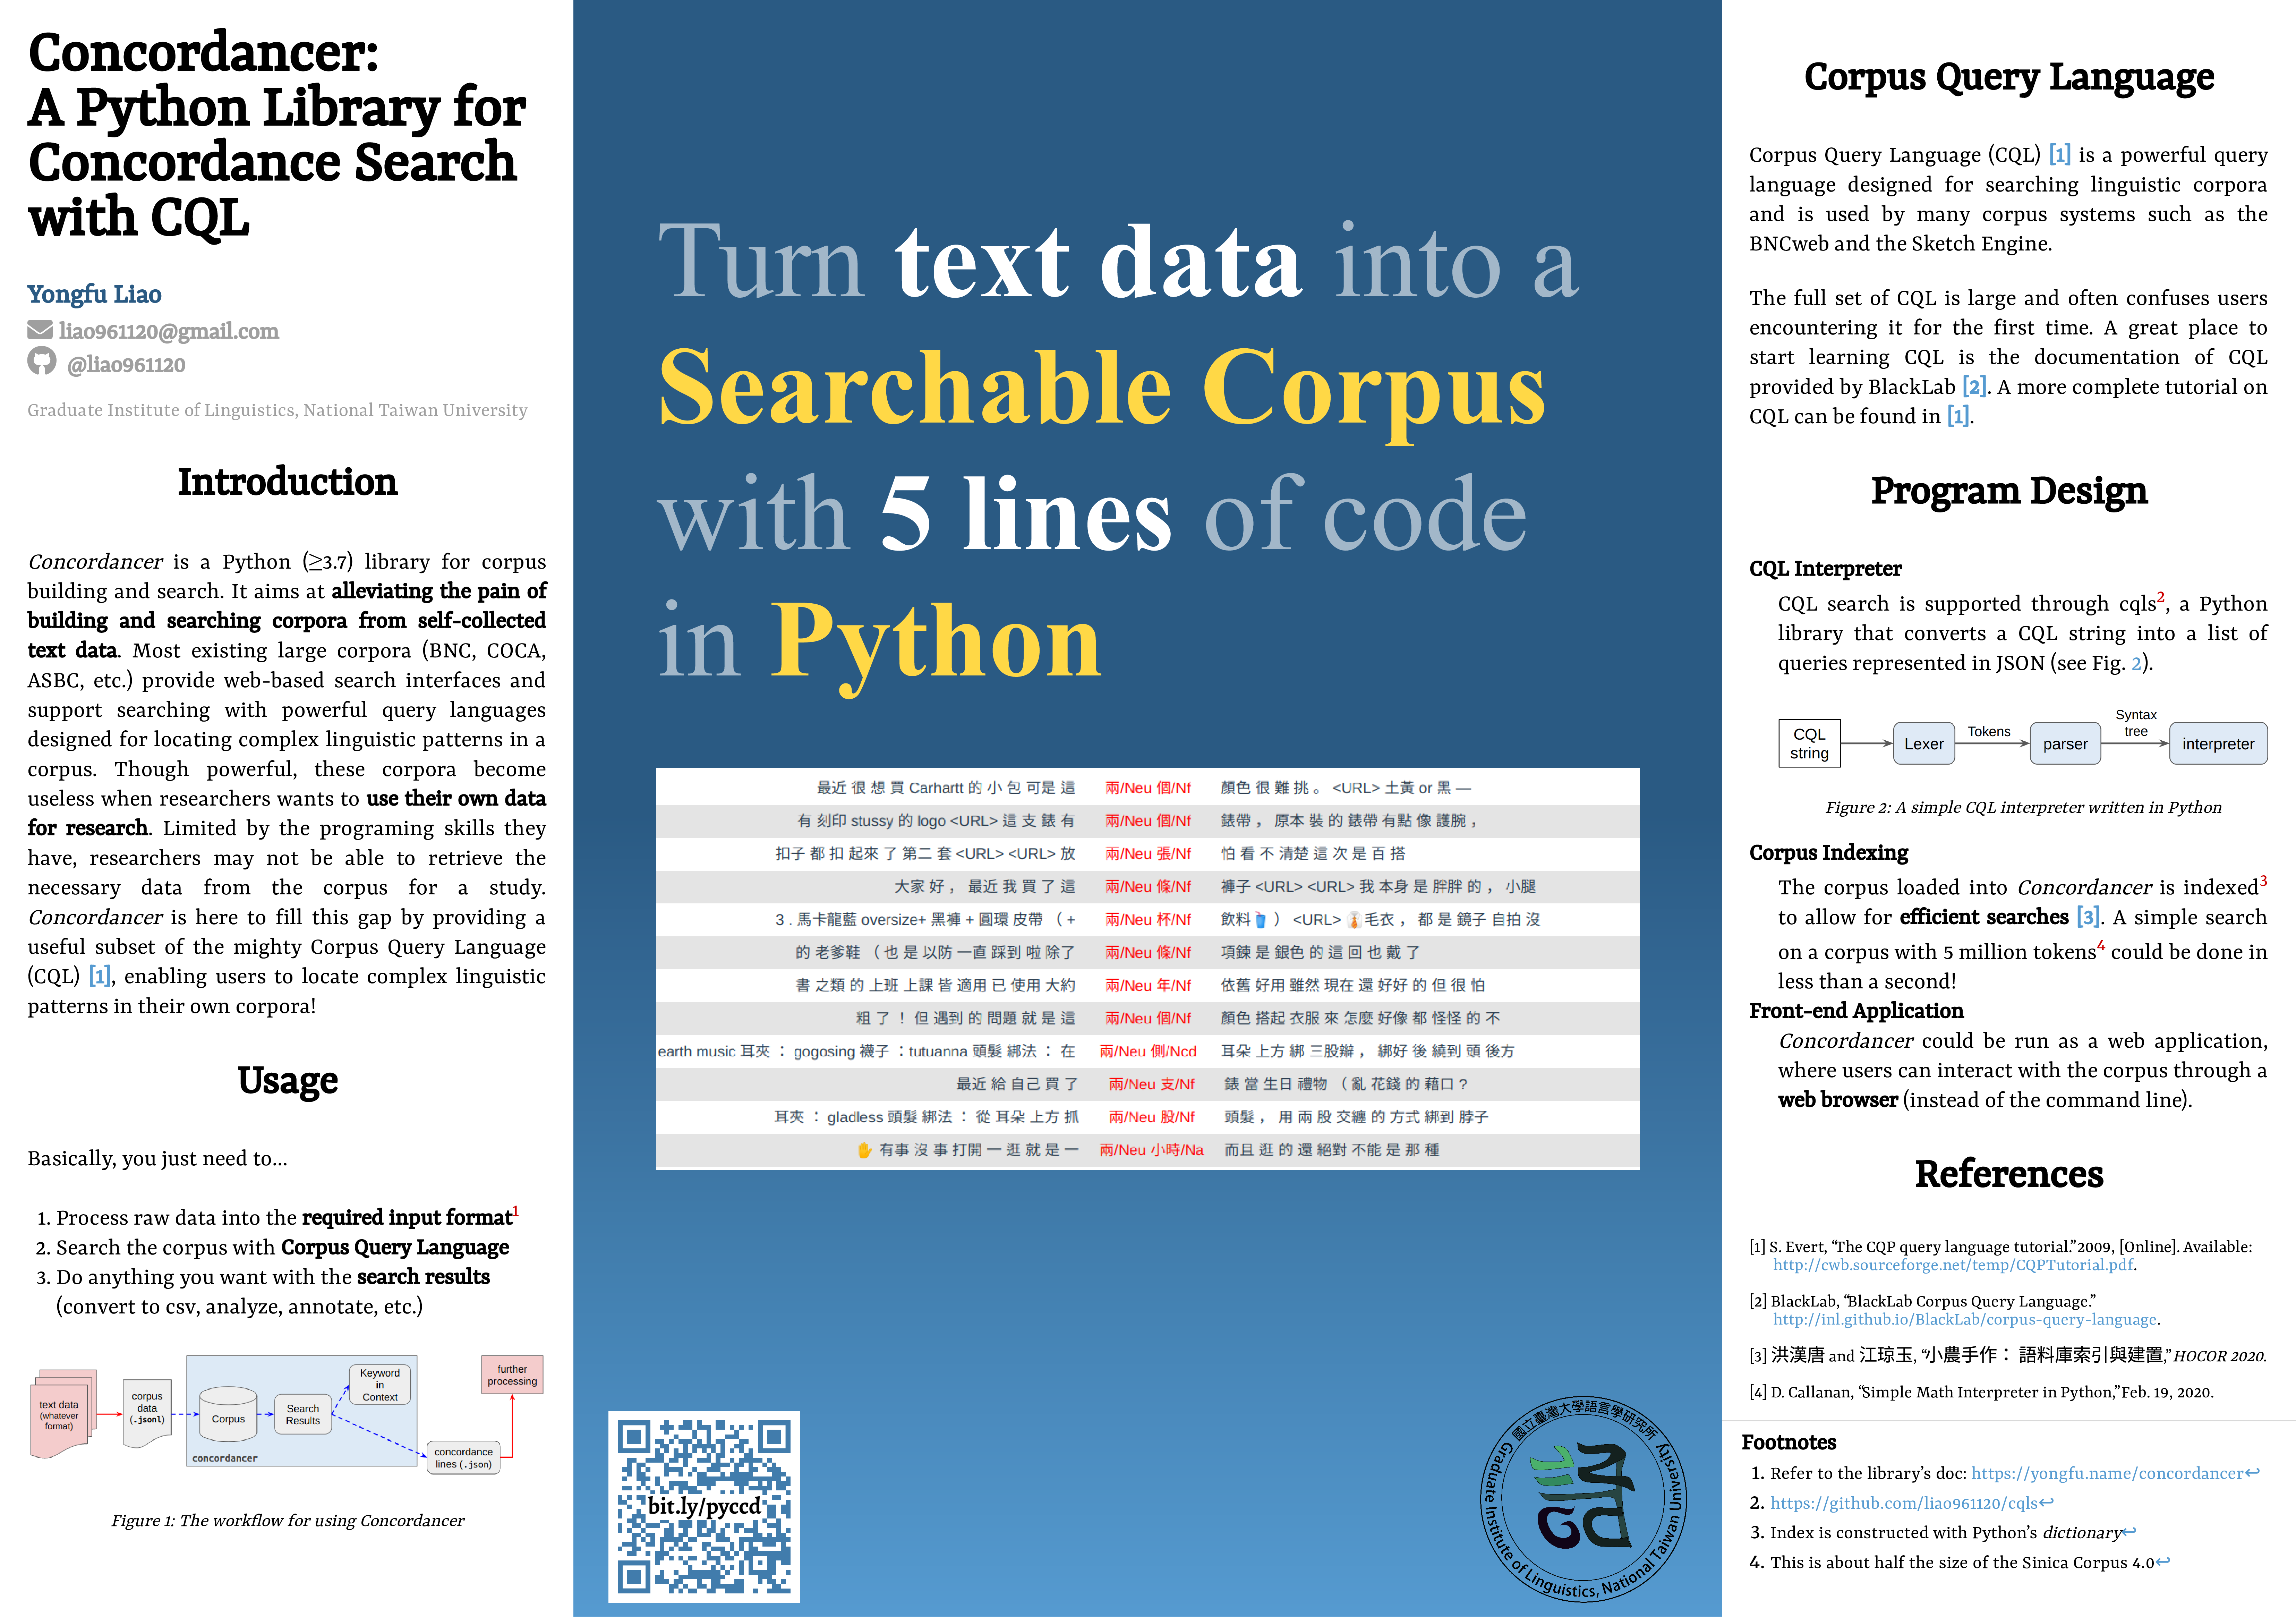 Concordancer:
A Python Library for
Concordance Search
with CQL
Yongfu Liao
liao961120@gmail.com
@liao961120
Graduate Institute of Linguistics, National Taiwan University
Introduction
Concordancer is a Python (≥3.7) library for corpus
building and search. It aims at alleviating the pain of
building and searching corpora from self-collected
text data. Most existing large corpora (BNC, COCA,
ASBC, etc.) provide web-based search interfaces and
support searching with powerful query languages
designed for locating complex linguistic patterns in a
corpus. Though powerful, these corpora become
useless when researchers wants to use their own data
for research. Limited by the programing skills they
have, researchers may not be able to retrieve the
necessary data from the corpus for a study.
Concordancer is here to fill this gap by providing a
useful subset of the mighty Corpus Query Language
(CQL) [1], enabling users to locate complex linguistic
patterns in their own corpora!
Usage
Basically, you just need to...
1. Process raw data into the required input format1
2. Search the corpus with Corpus Query Language
3. Do anything you want with the search results
(convert to csv, analyze, annotate, etc.)
text data
(whatever
format)
corpus
data
(.jsonl)
Corpus
Search
Results
Keyword
in
Context
concordancer
concordance
lines (.json)
further
processing
Figure 1: The workflow for using Concordancer
Turn text data into a
Searchable Corpus
with 5 lines of code
in Python
最近 很 想 買 Carhartt 的 小 包 可是 這 兩/Neu 個/Nf 顏色 很 難 挑 。 <URL> 土黃 or 黑 —
有 刻印 stussy 的 logo <URL> 這 支 錶 有 兩/Neu 個/Nf 錶帶 , 原本 裝 的 錶帶 有點 像 護腕 ,
扣子 都 扣 起來 了 第二 套 <URL> <URL> 放 兩/Neu 張/Nf 怕 看 不 清楚 這 次 是 百 搭
大家 好 , 最近 我 買 了 這 兩/Neu 條/Nf 褲子 <URL> <URL> 我 本身 是 胖胖 的 , 小腿
3 . 馬卡龍藍 oversize+ 黑褲 + 圓環 皮帶 ( + 兩/Neu 杯/Nf 飲料🥤 ) <URL> 👔毛衣 , 都 是 鏡子 自拍 沒
的 老爹鞋 ( 也 是 以防 一直 踩到 啦 除了 兩/Neu 條/Nf 項鍊 是 銀色 的 這 回 也 戴 了
書 之類 的 上班 上課 皆 適用 已 使用 大約 兩/Neu 年/Nf 依舊 好用 雖然 現在 還 好好 的 但 很 怕
粗 了 ! 但 遇到 的 問題 就 是 這 兩/Neu 個/Nf 顏色 搭起 衣服 來 怎麼 好像 都 怪怪 的 不
earth music 耳夾 : gogosing 襪子 :tutuanna 頭髮 綁法 : 在 兩/Neu 側/Ncd 耳朵 上方 綁 三股辮 , 綁好 後 繞到 頭 後方
最近 給 自己 買 了 兩/Neu 支/Nf 錶 當 生日 禮物 ( 亂 花錢 的 藉口 ?
耳夾 : gladless 頭髮 綁法 : 從 耳朵 上方 抓 兩/Neu 股/Nf 頭髮 , 用 兩 股 交纏 的 方式 綁到 脖子
✋ 有事 沒 事 打開 一 逛 就 是 一 兩/Neu 小時/Na 而且 逛 的 還 絕對 不能 是 那 種
bit.ly/pyccd
國立臺灣大學語言學研究所
Graduate Institute of Linguistics, National Taiwan University
Corpus Query Language
Corpus Query Language (CQL) [1] is a powerful query
language designed for searching linguistic corpora
and is used by many corpus systems such as the
BNCweb and the Sketch Engine.
The full set of CQL is large and often confuses users
encountering it for the first time. A great place to
start learning CQL is the documentation of CQL
provided by BlackLab [2]. A more complete tutorial on
CQL can be found in [1].
Program Design
CQL Interpreter
CQL search is supported through cqls2, a Python
library that converts a CQL string into a list of
queries represented in JSON (see Fig. 2).
CQL
string
Lexer
Tokens
parser
Syntax
tree
interpreter
Figure 2: A simple CQL interpreter written in Python
Corpus Indexing
The corpus loaded into Concordancer is indexed3
to allow for efficient searches [3]. A simple search
on a corpus with 5 million tokens4 could be done in
less than a second!
Front-end Application
Concordancer could be run as a web application,
where users can interact with the corpus through a
web browser (instead of the command line).
References
[1] S. Evert, “The CQP query language tutorial.” 2009, [Online]. Available:
http://cwb.sourceforge.net/temp/CQPTutorial.pdf.
[2] BlackLab, “BlackLab Corpus Query Language.”
http://inl.github.io/BlackLab/corpus-query-language.
[3] 洪漢唐 and 江琼玉, “小農手作： 語料庫索引與建置,” HOCOR 2020.
[4] D. Callanan, “Simple Math Interpreter in Python,” Feb. 19, 2020.
Footnotes
1. Refer to the library’s doc: https://yongfu.name/concordancer↩
2. https://github.com/liao961120/cqls↩
3. Index is constructed with Python’s dictionary↩
4. This is about half the size of the Sinica Corpus 4.0↩